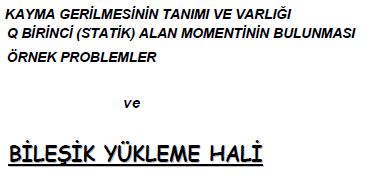 KAYMA GERİLMESİNİN TANIMI VE VARLIĞI
Q BİRİNCİ (STATİK) ALAN MOMENTİNİN BULUNMASI
ÖRNEK PROBLEMLER
ve
BİLEŞİK YÜKLEME HALİ